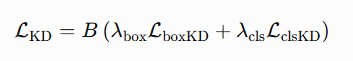 ℒ_KD = B (λ_box ℒ_boxKD + λ_cls ℒ_clsKD)